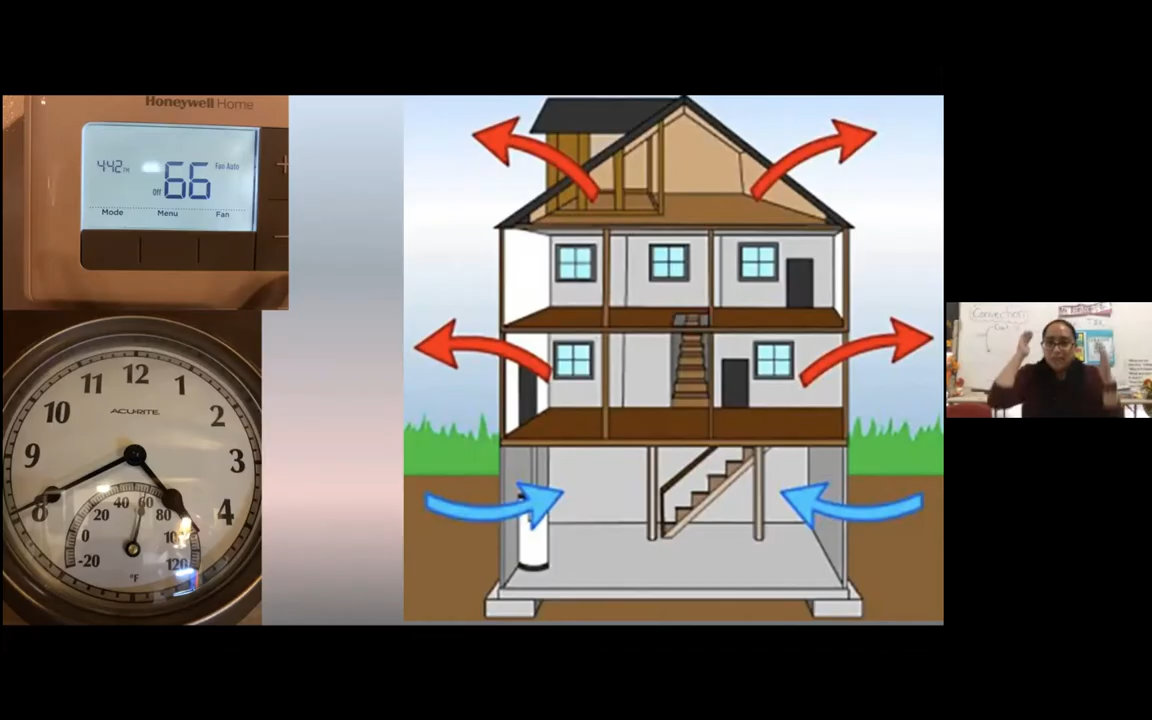 Honeywell Home
4:42 PM
Off 66
Fan Auto
Mode Menu Fan
12
11 1
10 2
ACURITE
9 3
8 4
-20 0 20 40 60 80 100 120
°F
Convection